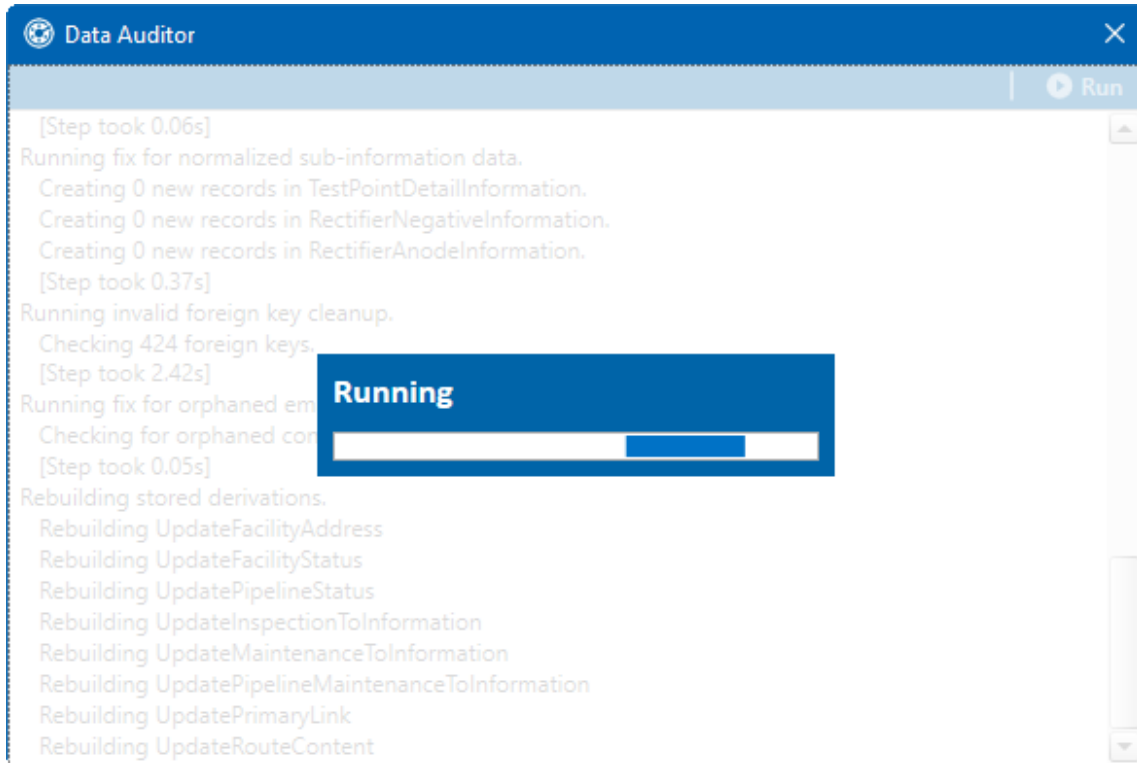 Data Auditor
Run
[Step took 0.06s]
Running fix for normalized sub-information data.
Creating 0 new records in TestPointDetailInformation.
Creating 0 new records in RectifierNegativeInformation.
Creating 0 new records in RectifierAnodeInformation.
[Step took 0.37s]
Running invalid foreign key cleanup.
Checking 424 foreign keys.
[Step took 2.42s]
Running fix for orphaned em
Checking for orphaned con
[Step took 0.05s]
Running
Rebuilding stored derivations.
Rebuilding UpdateFacilityAddress
Rebuilding UpdateFacilityStatus
Rebuilding UpdatePipelineStatus
Rebuilding UpdateInspectionToInformation
Rebuilding UpdateMaintenanceToInformation
Rebuilding UpdatePipelineMaintenanceToInformation
Rebuilding UpdatePrimaryLink
Rebuilding UpdateRouteContent